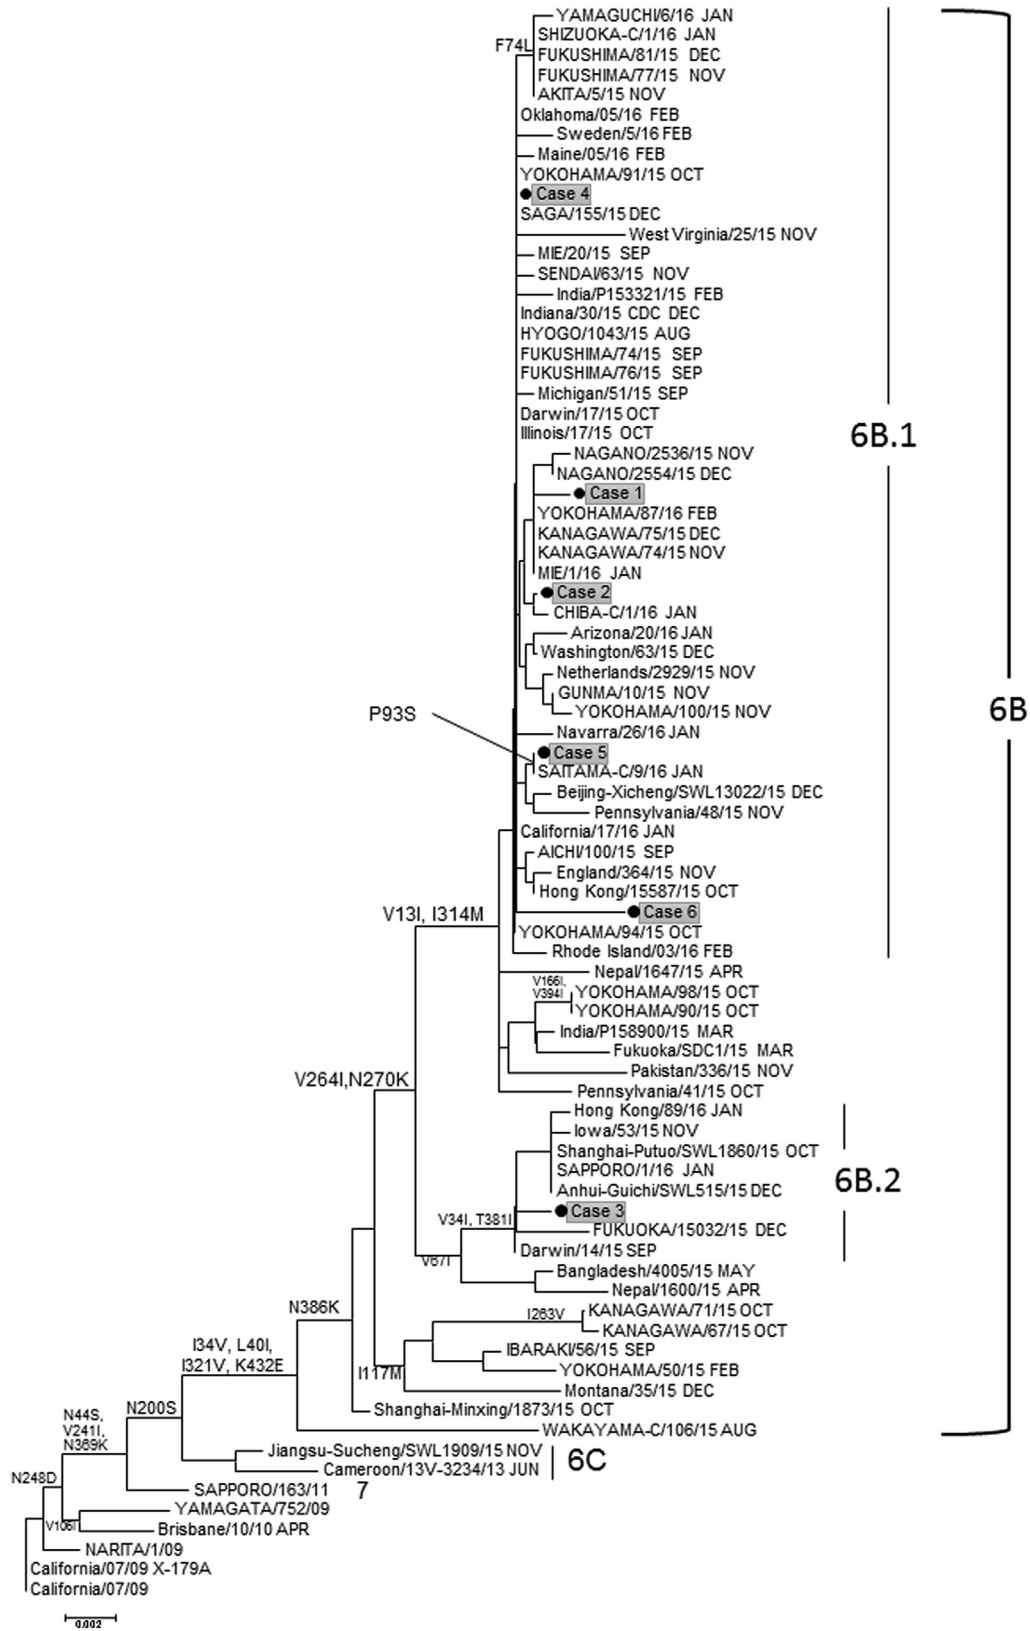 YAMAGUCHI/6/16 JAN
SHIZUOKA-C/1/16 JAN
F74L
FUKUSHIMA/81/15 DEC
FUKUSHIMA/77/15 NOV
AKITA/5/15 NOV
Oklahoma/05/16 FEB
Sweden/5/16 FEB
Maine/05/16 FEB
YOKOHAMA/91/15 OCT
Case 4
SAGA/155/15 DEC
West Virginia/25/15 NOV
MIE/20/15 SEP
SENDAI/63/15 NOV
India/P153321/15 FEB
Indiana/30/15 CDC DEC
HYOGO/1043/15 AUG
FUKUSHIMA/74/15 SEP
FUKUSHIMA/76/15 SEP
Michigan/51/15 SEP
Darwin/17/15 OCT
Illinois/17/15 OCT
6B.1
NAGANO/2536/15 NOV
NAGANO/2554/15 DEC
Case 1
YOKOHAMA/87/16 FEB
KANAGAWA/75/15 DEC
KANAGAWA/74/15 NOV
MIE/1/16 JAN
Case 2
CHIBA-C/1/16 JAN
Arizona/20/16 JAN
Washington/63/15 DEC
Netherlands/2929/15 NOV
GUNMA/10/15 NOV
YOKOHAMA/100/15 NOV
6B
P93S
Navarra/26/16 JAN
Case 5
SAITAMA-C/9/16 JAN
Beijing-Xicheng/SWL13022/15 DEC
Pennsylvania/48/15 NOV
California/17/16 JAN
AICHI/100/15 SEP
England/364/15 NOV
Hong Kong/15587/15 OCT
Case 6
V13I, I314M
YOKOHAMA/94/15 OCT
Rhode Island/03/16 FEB
Nepal/1647/15 APR
V166I,
V394I
YOKOHAMA/98/15 OCT
YOKOHAMA/90/15 OCT
India/P158900/15 MAR
Fukuoka/SDC1/15 MAR
Pakistan/336/15 NOV
V264I,N270K
Pennsylvania/41/15 OCT
Hong Kong/89/16 JAN
Iowa/53/15 NOV
Shanghai-Putuo/SWL1860/15 OCT
SAPPORO/1/16 JAN
6B.2
Anhui-Guichi/SWL515/15 DEC
Case 3
V34I, T381I
FUKUOKA/15032/15 DEC
Darwin/14/15 SEP
V67I
Bangladesh/4005/15 MAY
Nepal/1600/15 APR
N386K
KANAGAWA/71/15 OCT
I263V
KANAGAWA/67/15 OCT
I34V, L40I,
I321V, K432E
IBARAKI/56/15 SEP
YOKOHAMA/50/15 FEB
I117M
Montana/35/15 DEC
N200S
Shanghai-Minxing/1873/15 OCT
N44S,
V241I,
N369K
WAKAYAMA-C/106/15 AUG
Jiangsu-Sucheng/SWL1909/15 NOV
6C
Cameroon/13V-3234/13 JUN
N248D
SAPPORO/163/11
7
YAMAGATA/752/09
V106I
Brisbane/10/10 APR
NARITA/1/09
California/07/09 X-179A
California/07/09
0.002